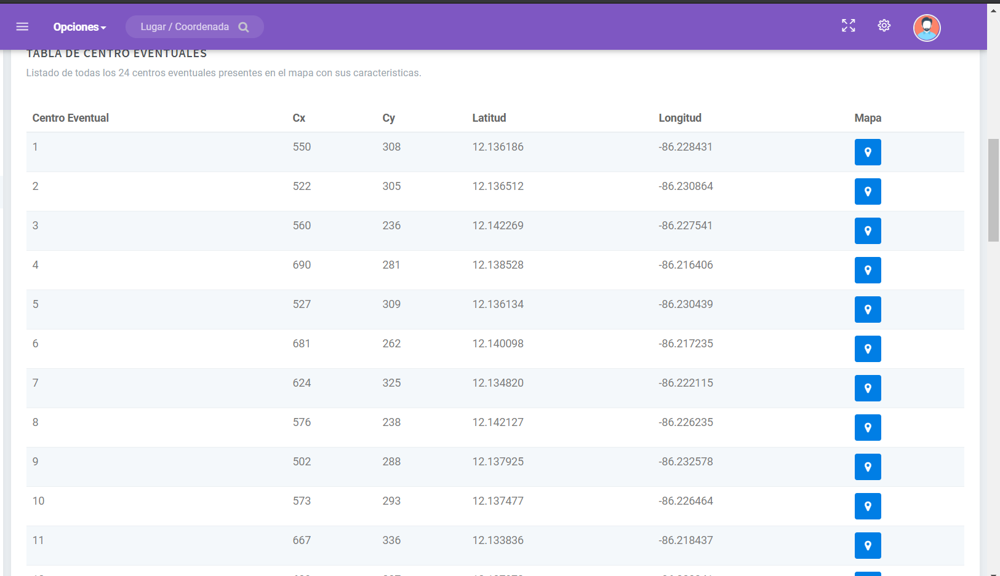 Opciones Lugar / Coordenada
TABLA DE CENTRO EVENTUALES
Listado de todas los 24 centros eventuales presentes en el mapa con sus caracteristicas.
Centro Eventual Cx Cy Latitud Longitud Mapa
1 550 308 12.136186 -86.228431
2 522 305 12.136512 -86.230864
3 560 236 12.142269 -86.227541
4 690 281 12.138528 -86.216406
5 527 309 12.136134 -86.230439
6 681 262 12.140098 -86.217235
7 624 325 12.134820 -86.222115
8 576 238 12.142127 -86.226235
9 502 288 12.137925 -86.232578
10 573 293 12.137477 -86.226464
11 667 336 12.133836 -86.218437